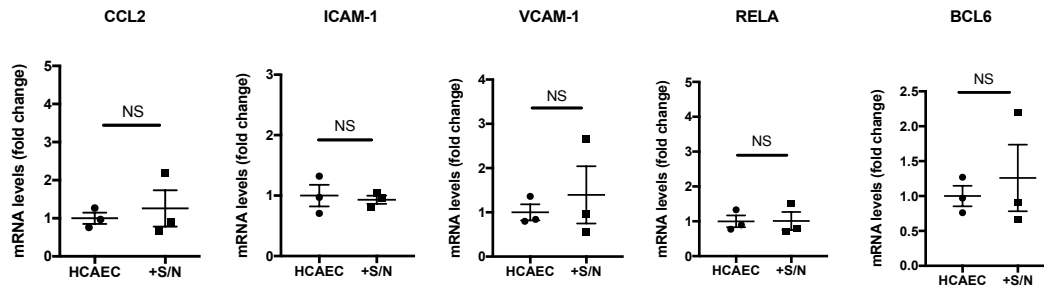 CCL2
mRNA levels (fold change)
5
4
3
2
1
0
NS
HCAEC
+S/N
ICAM-1
mRNA levels (fold change)
3
2
1
0
NS
HCAEC
+S/N
VCAM-1
mRNA levels (fold change)
4
3
2
1
0
NS
HCAEC
+S/N
RELA
mRNA levels (fold change)
5
4
3
2
1
0
NS
HCAEC
+S/N
BCL6
mRNA levels (fold change)
2.5
2.0
1.5
1.0
0.5
0.0
NS
HCAEC
+S/N